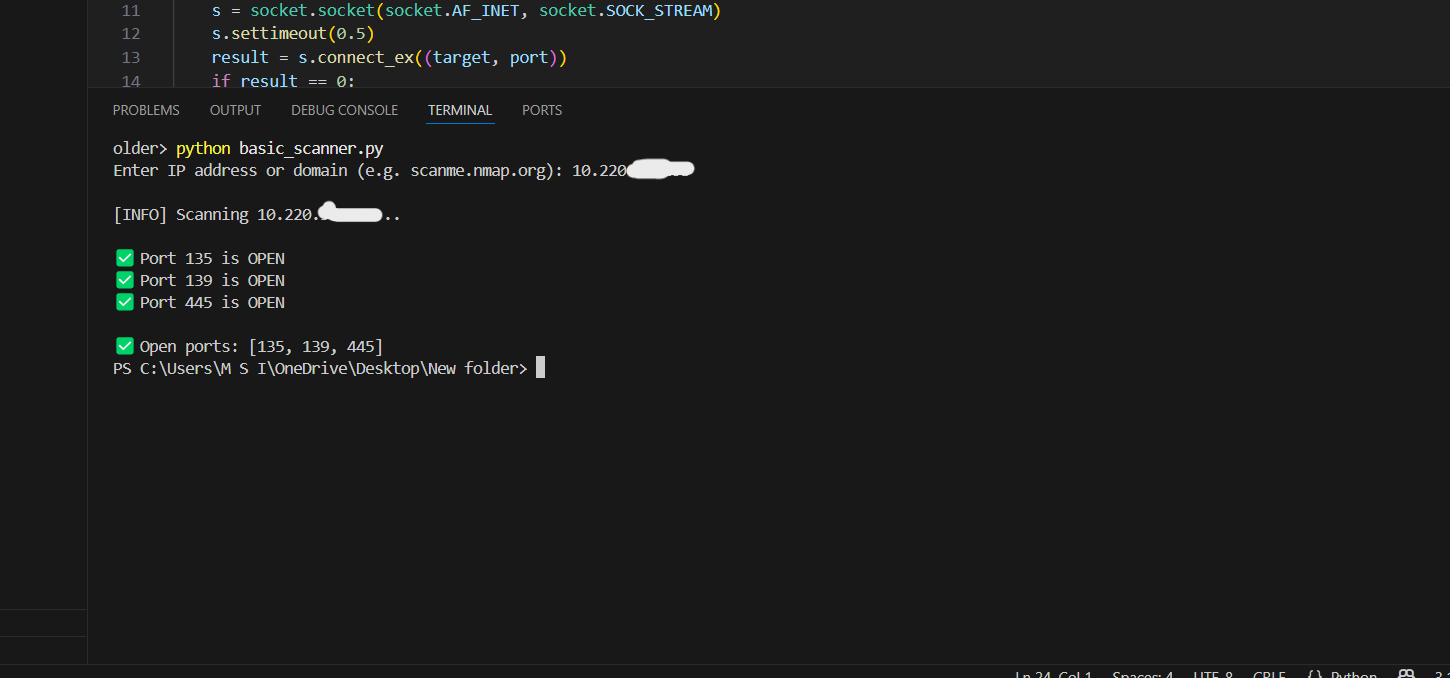 11 s = socket.socket(socket.AF_INET, socket.SOCK_STREAM)
12 s.settimeout(0.5)
13 result = s.connect_ex((target, port))
14 if result == 0:
PROBLEMS OUTPUT DEBUG CONSOLE TERMINAL PORTS
older> python basic_scanner.py
Enter IP address or domain (e.g. scanme.nmap.org): 10.220
[INFO] Scanning 10.220. ..
✅ Port 135 is OPEN
✅ Port 139 is OPEN
✅ Port 445 is OPEN
✅ Open ports: [135, 139, 445]
PS C:\Users\M S I\OneDrive\Desktop\New folder>
Ln 24, Col 1 Spaces: 4 UTF-8 CRLF {} Python